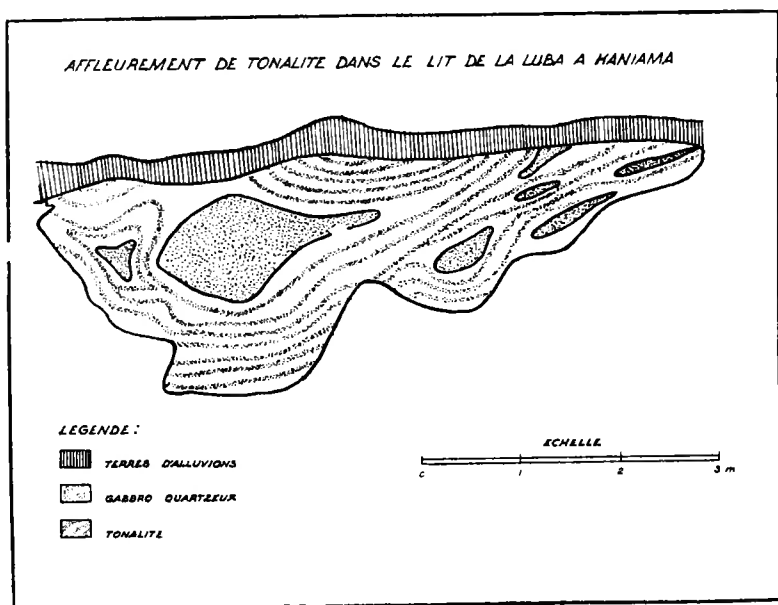 AFFLEUREMENT DE TONALITE DANS LE LIT DE LA LUBA A KANIAMA
LEGENDE :
TERRES D'ALLUVIONS
GABBRO QUARTZEUR
TONALITE
ECHELLE
c 1 2 3 m